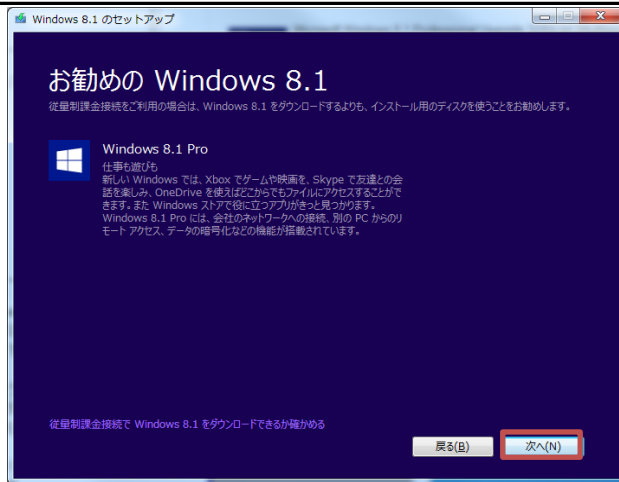 Windows 8.1 のセットアップ
お勧めの Windows 8.1
従量制課金接続をご利用の場合は、Windows 8.1 をダウンロードするよりも、インストール用のディスクを使うことをお勧めします。
Windows 8.1 Pro
仕事も遊びも
新しい Windows では、Xbox でゲームや映画を、Skype で友達との会
話を楽しみ、OneDrive を使えばどこからでもファイルにアクセスすることがで
きます。また Windows ストアで役に立つアプリがきっと見つかります。
Windows 8.1 Pro には、会社のネットワークへの接続、別の PC からのリ
モート アクセス、データの暗号化などの機能が搭載されています。
従量制課金接続で Windows 8.1 をダウンロードできるか確かめる
戻る(B) 次へ(N)